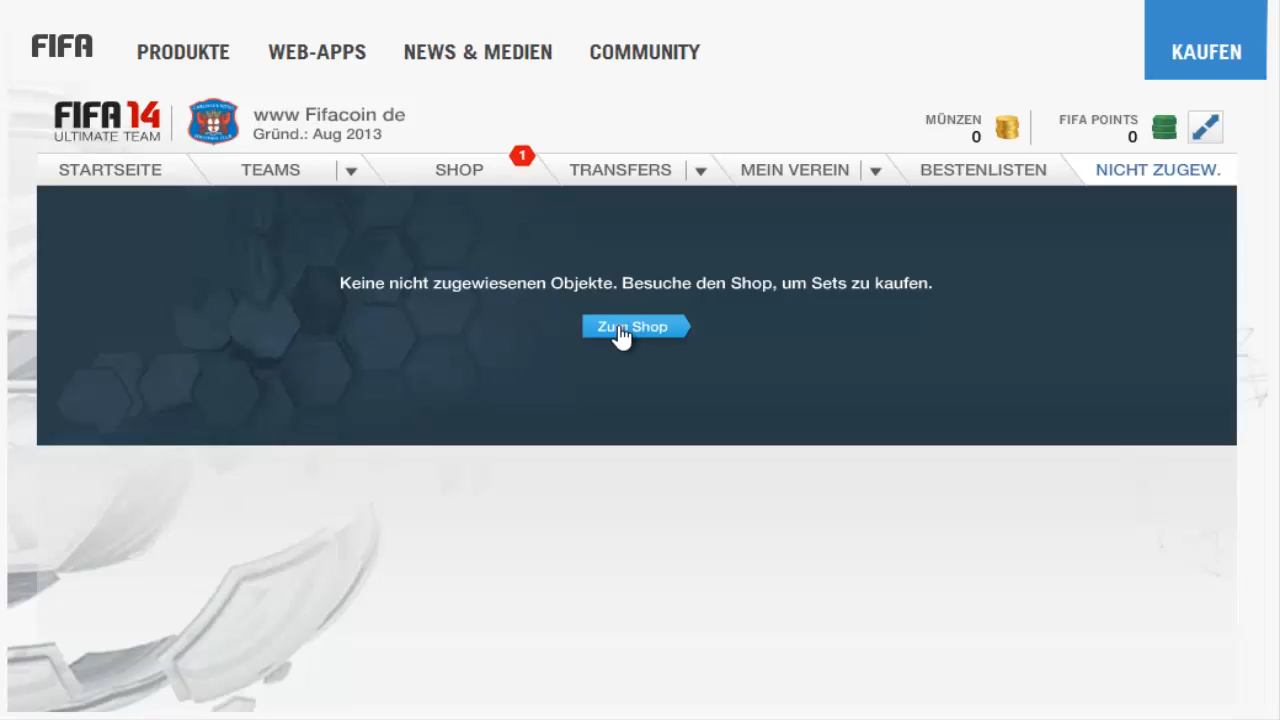 FIFA PRODUKTE WEB-APPS NEWS & MEDIEN COMMUNITY KAUFEN
FIFA 14
ULTIMATE TEAM
www Fifacoin de
Gründ.: Aug 2013
MÜNZEN
0
FIFA POINTS
0
STARTSEITE TEAMS SHOP 1 TRANSFERS MEIN VEREIN BESTENLISTEN NICHT ZUGEW.
Keine nicht zugewiesenen Objekte. Besuche den Shop, um Sets zu kaufen.
Zum Shop